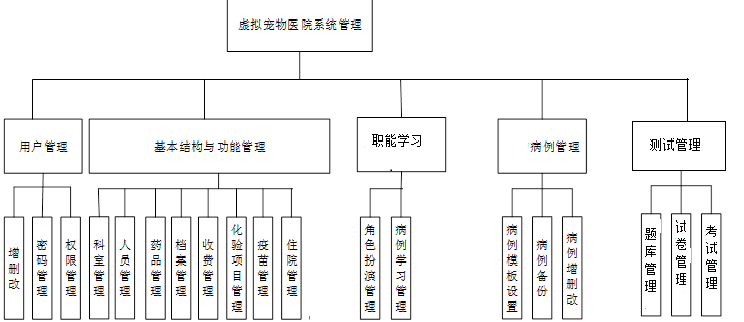 虚拟宠物医院系统管理
用户管理
基本结构与功能管理
职能学习
病例管理
测试管理
增删改
密码管理
权限管理
科室管理
人员管理
药品管理
档案管理
收费管理
化验项目管理
疫苗管理
住院管理
角色扮演管理
病例学习管理
病例模板设置
病例备份
病例增删改
题库管理
试卷管理
考试管理